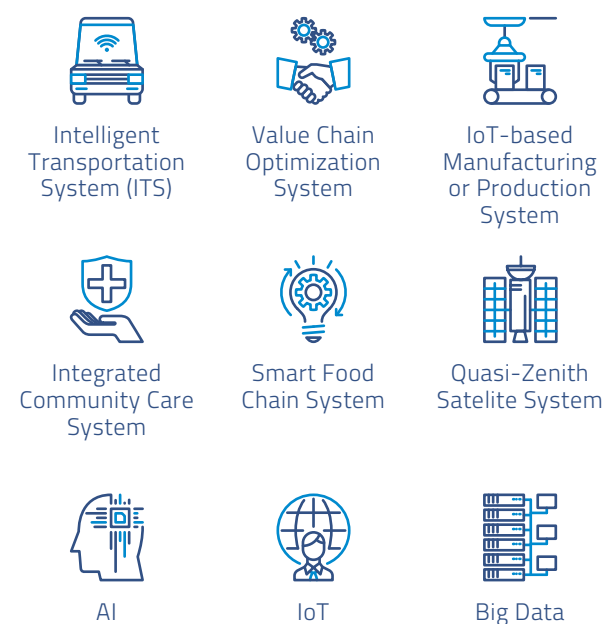 Intelligent
Transportation
System (ITS)
Value Chain
Optimization
System
IoT-based
Manufacturing
or Production
System
Integrated
Community Care
System
Smart Food
Chain System
Quasi-Zenith
Satelite System
AI
IoT
Big Data